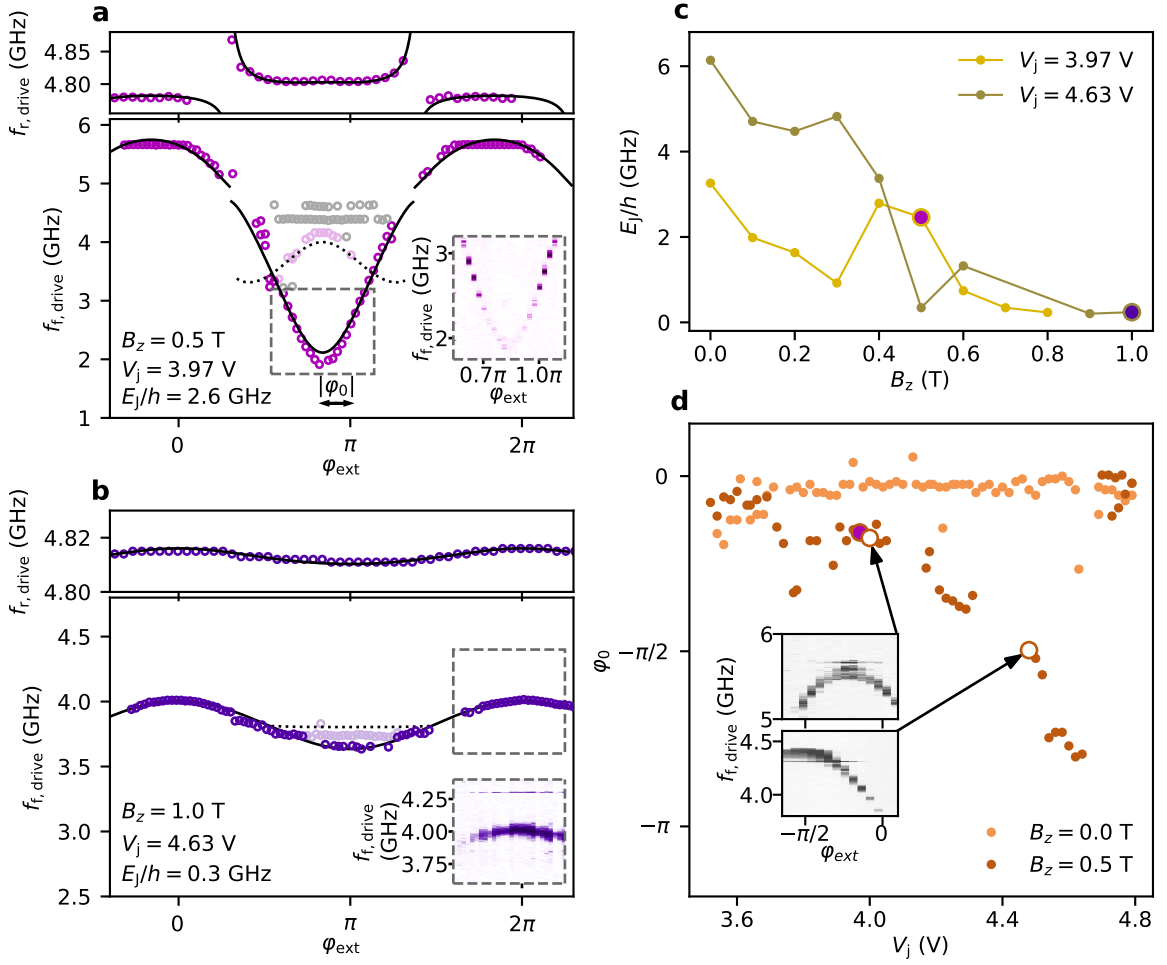 a
4.85
4.80
f_r,drive (GHz)
6
5
4
3
2
1
f_f,drive (GHz)
B_z = 0.5 T
V_j = 3.97 V
E_J/h = 2.6 GHz
|φ_0|
3
2
f_f,drive (GHz)
0.7π 1.0π
φ_ext
0 π 2π
φ_ext
b
4.82
4.80
f_r,drive (GHz)
4.5
4.0
3.5
3.0
2.5
f_f,drive (GHz)
B_z = 1.0 T
V_j = 4.63 V
E_J/h = 0.3 GHz
4.25
4.00
3.75
f_f,drive
(GHz)
0 π 2π
φ_ext
c
6
4
2
0
E_J/h (GHz)
V_j = 3.97 V
V_j = 4.63 V
0.0 0.2 0.4 0.6 0.8 1.0
B_z (T)
d
0
−π/2
−π
φ_0
6
5
4.5
4.0
f_f,drive (GHz)
−π/2 0
φ_ext
B_z = 0.0 T
B_z = 0.5 T
3.6 4.0 4.4 4.8
V_j (V)